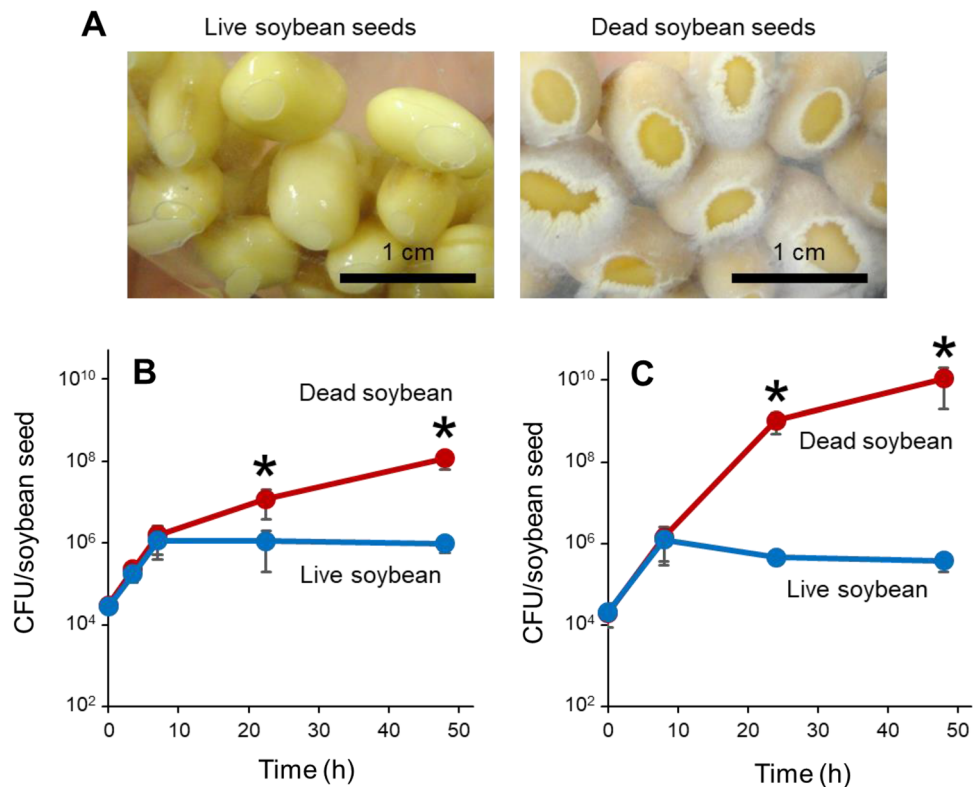 A
Live soybean seeds
Dead soybean seeds
1 cm
1 cm
B
CFU/soybean seed
10¹⁰
10⁸
10⁶
10⁴
10²
Dead soybean
*
*
Live soybean
0
10
20
30
40
50
Time (h)
C
CFU/soybean seed
10¹⁰
10⁸
10⁶
10⁴
10²
*
*
Dead soybean
Live soybean
0
10
20
30
40
50
Time (h)